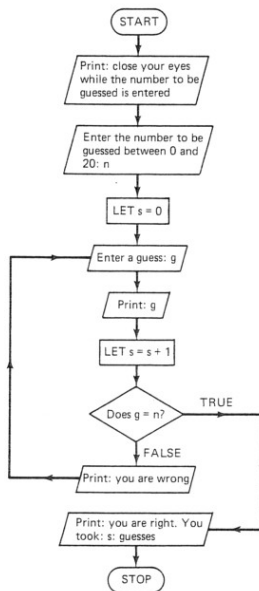 START
Print: close your eyes
while the number to be
guessed is entered
Enter the number to be
guessed between 0 and
20: n
LET s = 0
Enter a guess: g
Print: g
LET s = s + 1
Does g = n?
TRUE
FALSE
Print: you are wrong
Print: you are right. You
took: s: guesses
STOP